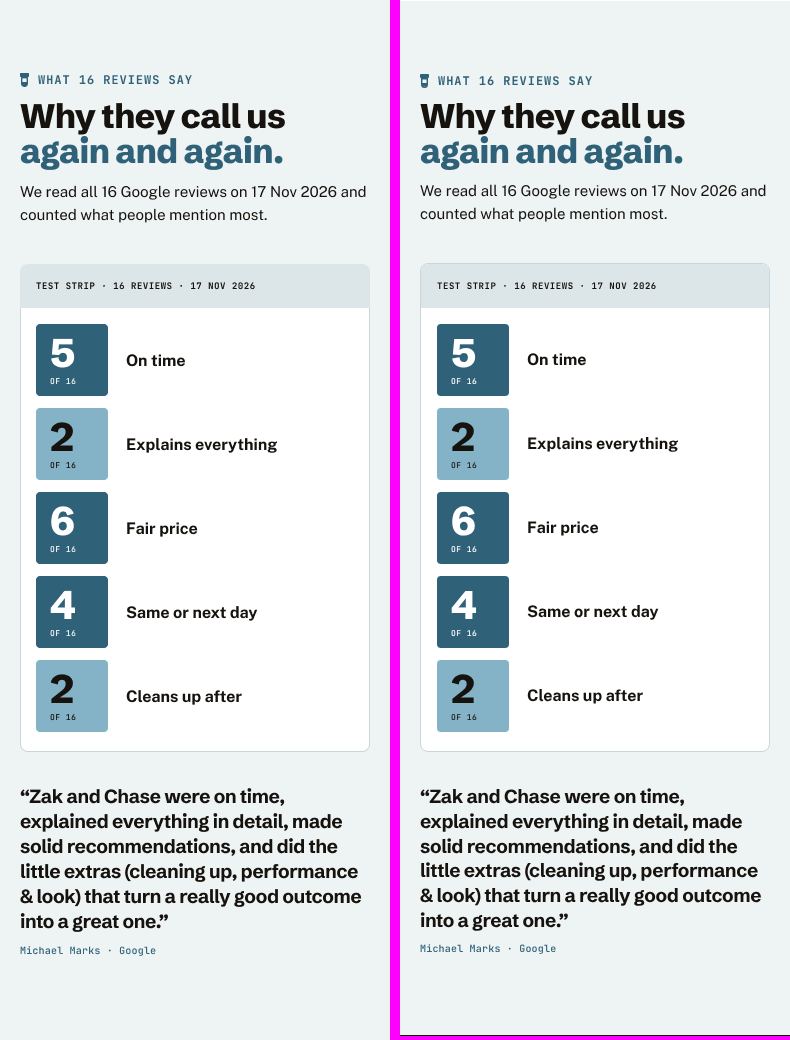 WHAT 16 REVIEWS SAY
Why they call us
again and again.
We read all 16 Google reviews on 17 Nov 2026 and
counted what people mention most.
TEST STRIP · 16 REVIEWS · 17 NOV 2026
5
OF 16
On time
2
OF 16
Explains everything
6
OF 16
Fair price
4
OF 16
Same or next day
2
OF 16
Cleans up after
“Zak and Chase were on time,
explained everything in detail, made
solid recommendations, and did the
little extras (cleaning up, performance
& look) that turn a really good outcome
into a great one.”
Michael Marks · Google
WHAT 16 REVIEWS SAY
Why they call us
again and again.
We read all 16 Google reviews on 17 Nov 2026 and
counted what people mention most.
TEST STRIP · 16 REVIEWS · 17 NOV 2026
5
OF 16
On time
2
OF 16
Explains everything
6
OF 16
Fair price
4
OF 16
Same or next day
2
OF 16
Cleans up after
“Zak and Chase were on time,
explained everything in detail, made
solid recommendations, and did the
little extras (cleaning up, performance
& look) that turn a really good outcome
into a great one.”
Michael Marks · Google